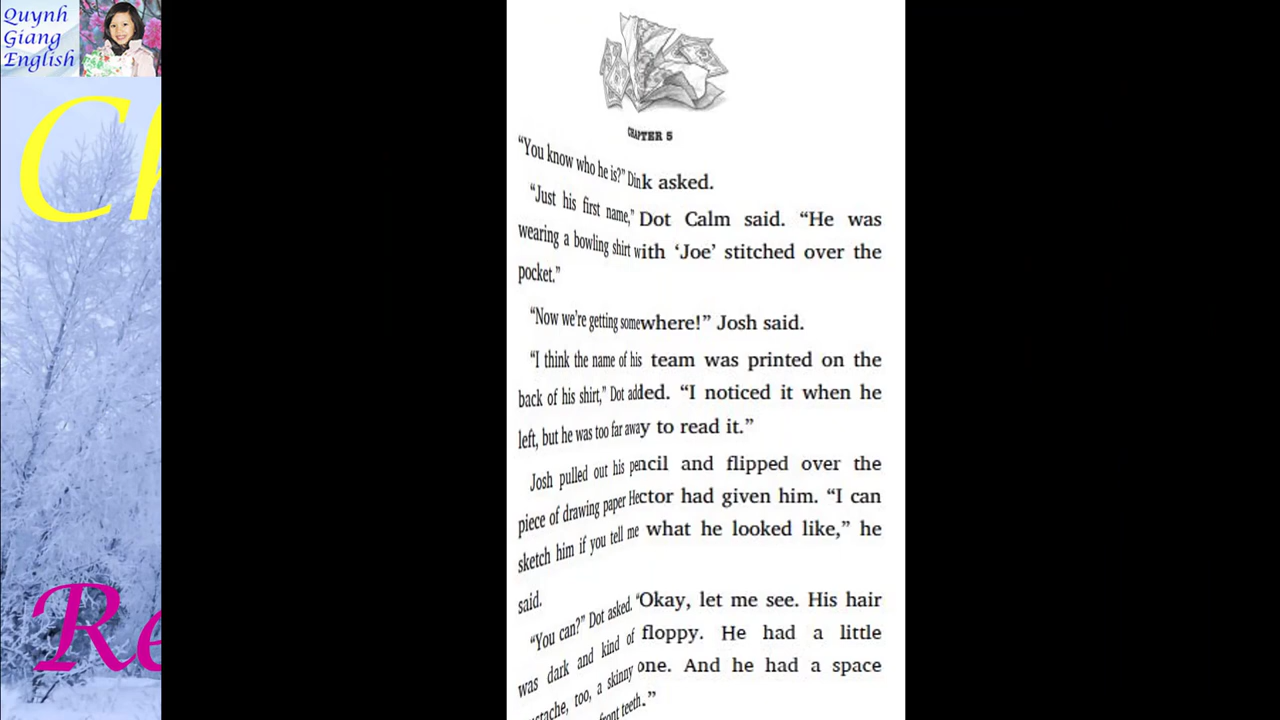 Quynh
Giang
English
Ch
Re
CHAPTER 5
“You know who he is?” Dink asked.
“Just his first name,” Dot Calm said. “He was
wearing a bowling shirt with ‘Joe’ stitched over the
pocket.”
“Now we’re getting somewhere!” Josh said.
“I think the name of his team was printed on the
back of his shirt,” Dot added. “I noticed it when he
left, but he was too far away to read it.”
Josh pulled out his pencil and flipped over the
piece of drawing paper Hector had given him. “I can
sketch him if you tell me what he looked like,” he
said.
“You can?” Dot asked. “Okay, let me see. His hair
was dark and kind of floppy. He had a little
stache, too, a skinny one. And he had a space
front teeth.”